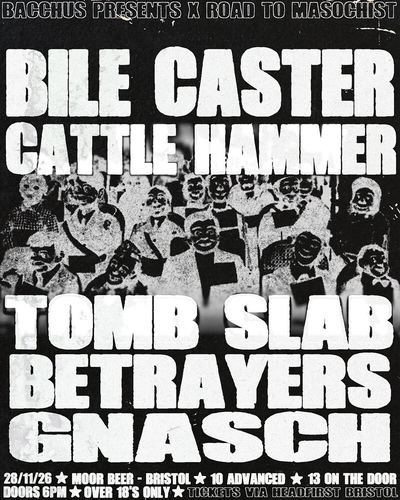 BACCHUS PRESENTS X ROAD TO MASOCHIST
BILE CASTER
CATTLE HAMMER
TOMB SLAB
BETRAYERS
GNASCH
28/11/26 ★ MOOR BEER - BRISTOL ★ 10 ADVANCED ★ 13 ON THE DOOR
DOORS 6PM ★ OVER 18'S ONLY ★ TICKETS VIA HEADFIRST BRISTOL